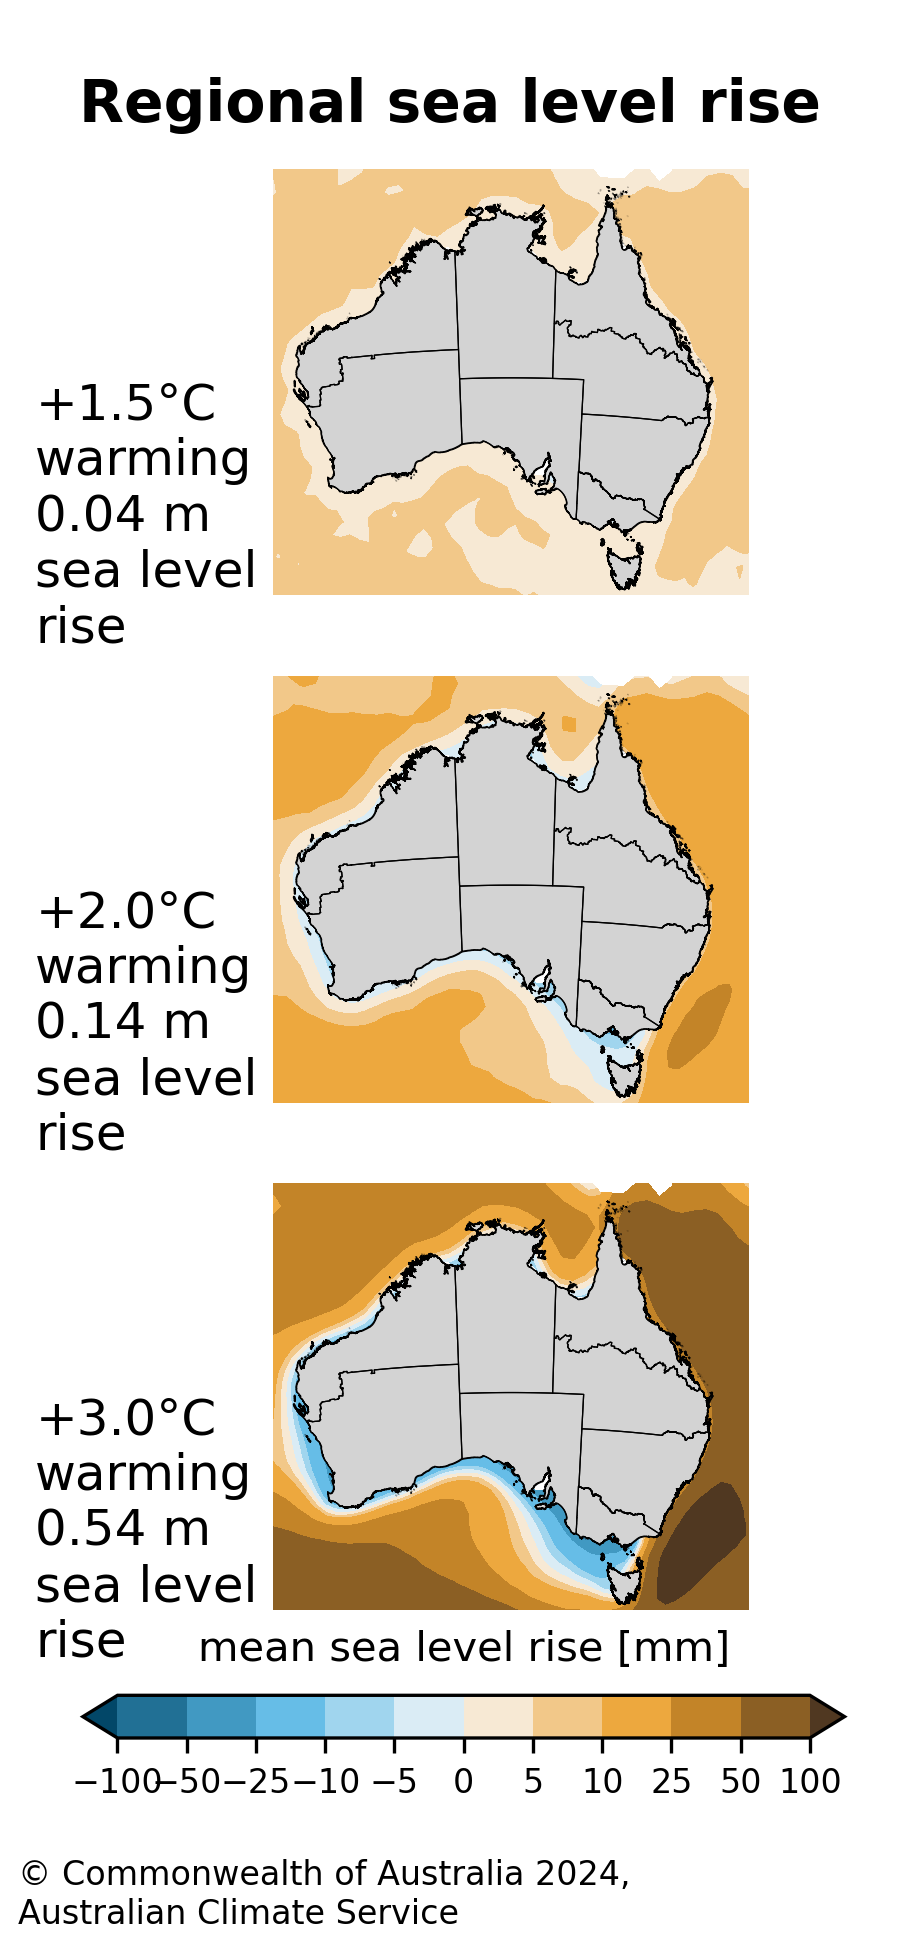 Regional sea level rise
+1.5°C
warming
0.04 m
sea level
rise
+2.0°C
warming
0.14 m
sea level
rise
+3.0°C
warming
0.54 m
sea level
rise
mean sea level rise [mm]
−100 −50 −25 −10 −5 0 5 10 25 50 100
© Commonwealth of Australia 2024,
Australian Climate Service